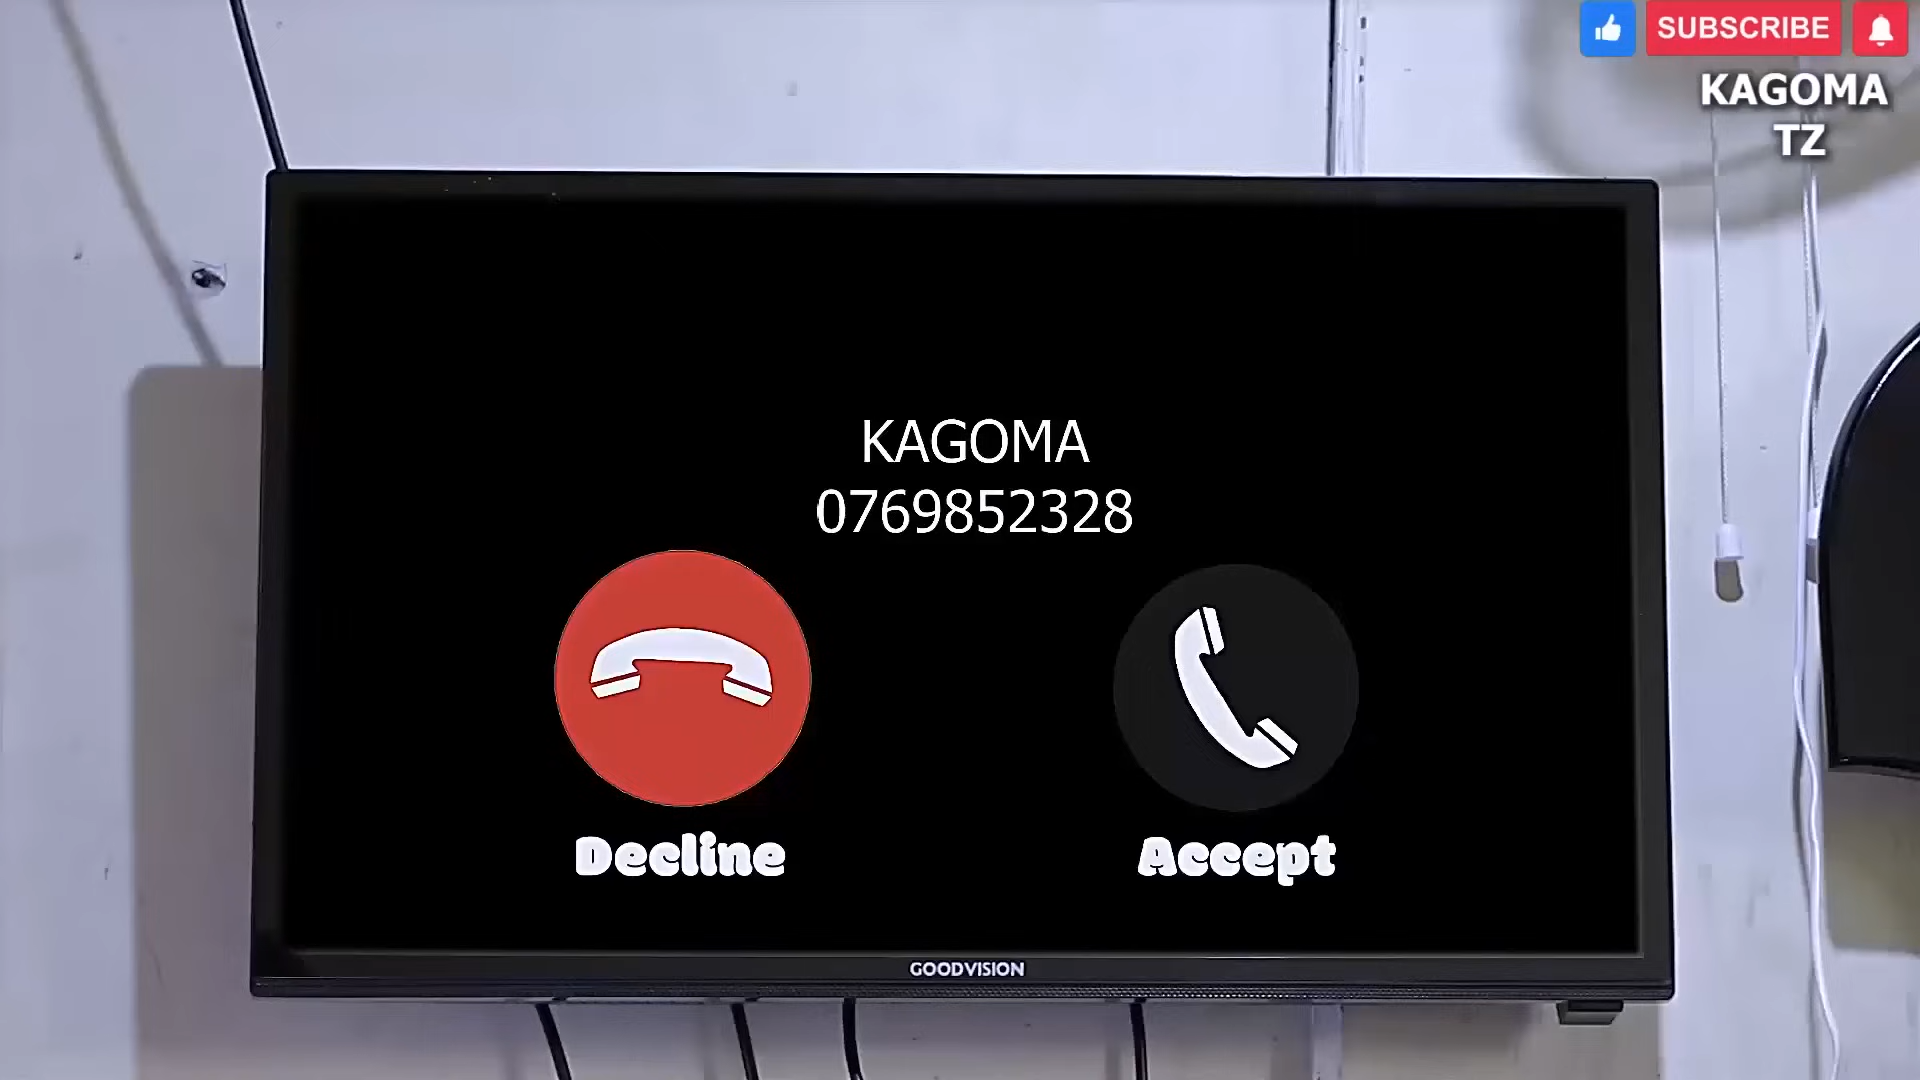 SUBSCRIBE
KAGOMA
TZ
KAGOMA
0769852328
Decline
Accept
GOODVISION